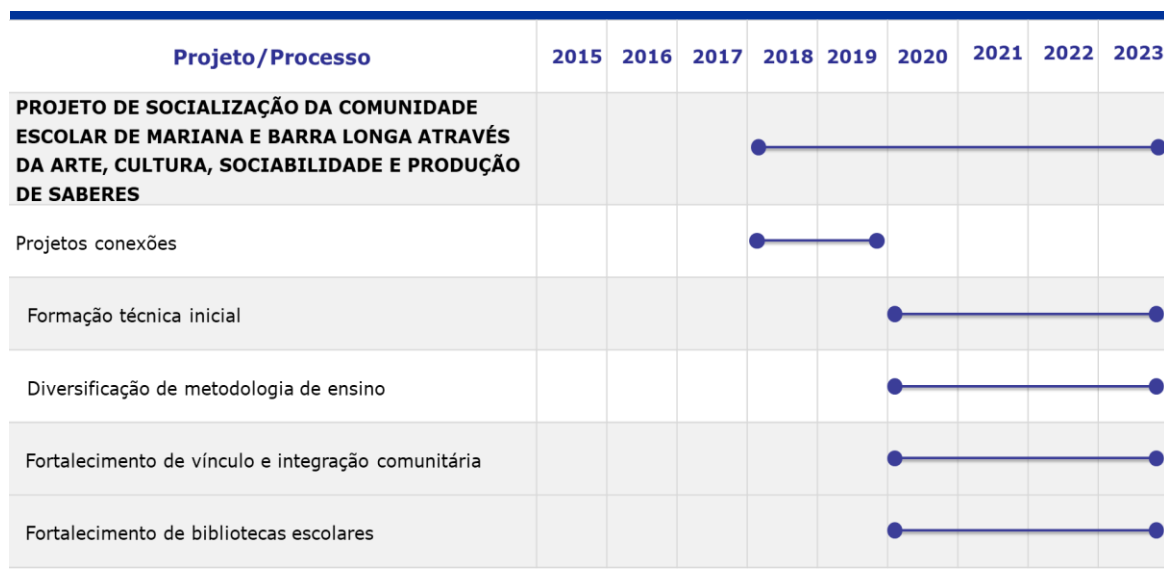 Projeto/Processo 2015 2016 2017 2018 2019 2020 2021 2022 2023
PROJETO DE SOCIALIZAÇÃO DA COMUNIDADE
ESCOLAR DE MARIANA E BARRA LONGA ATRAVÉS
DA ARTE, CULTURA, SOCIABILIDADE E PRODUÇÃO
DE SABERES
Projetos conexões
Formação técnica inicial
Diversificação de metodologia de ensino
Fortalecimento de vínculo e integração comunitária
Fortalecimento de bibliotecas escolares